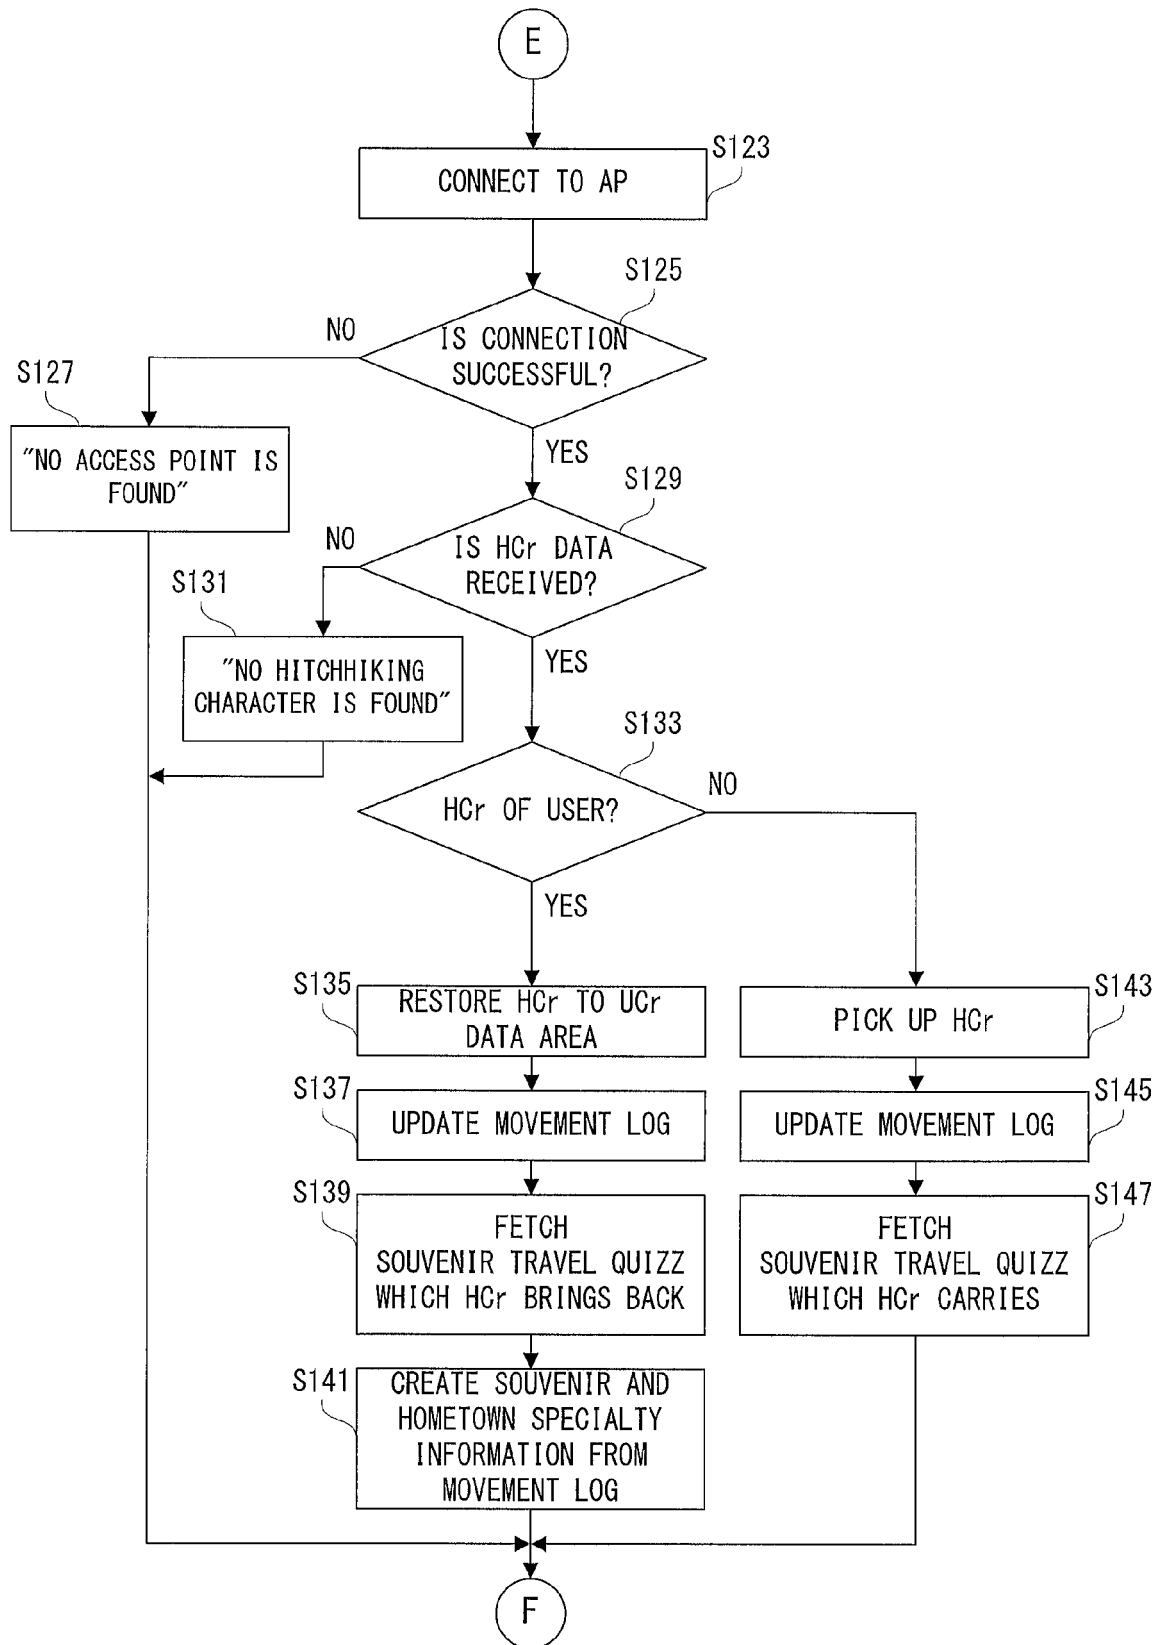 E
S123
CONNECT TO AP
S125
NO
IS CONNECTION
SUCCESSFUL?
S127
"NO ACCESS POINT IS
FOUND"
YES
S129
NO
IS HCr DATA
RECEIVED?
S131
"NO HITCHHIKING
CHARACTER IS FOUND"
YES
S133
HCr OF USER?
NO
YES
S135
RESTORE HCr TO UCr
DATA AREA
S143
PICK UP HCr
S137
UPDATE MOVEMENT LOG
S145
UPDATE MOVEMENT LOG
S139
FETCH
SOUVENIR TRAVEL QUIZZ
WHICH HCr BRINGS BACK
S147
FETCH
SOUVENIR TRAVEL QUIZZ
WHICH HCr CARRIES
S141
CREATE SOUVENIR AND
HOMETOWN SPECIALTY
INFORMATION FROM
MOVEMENT LOG
F